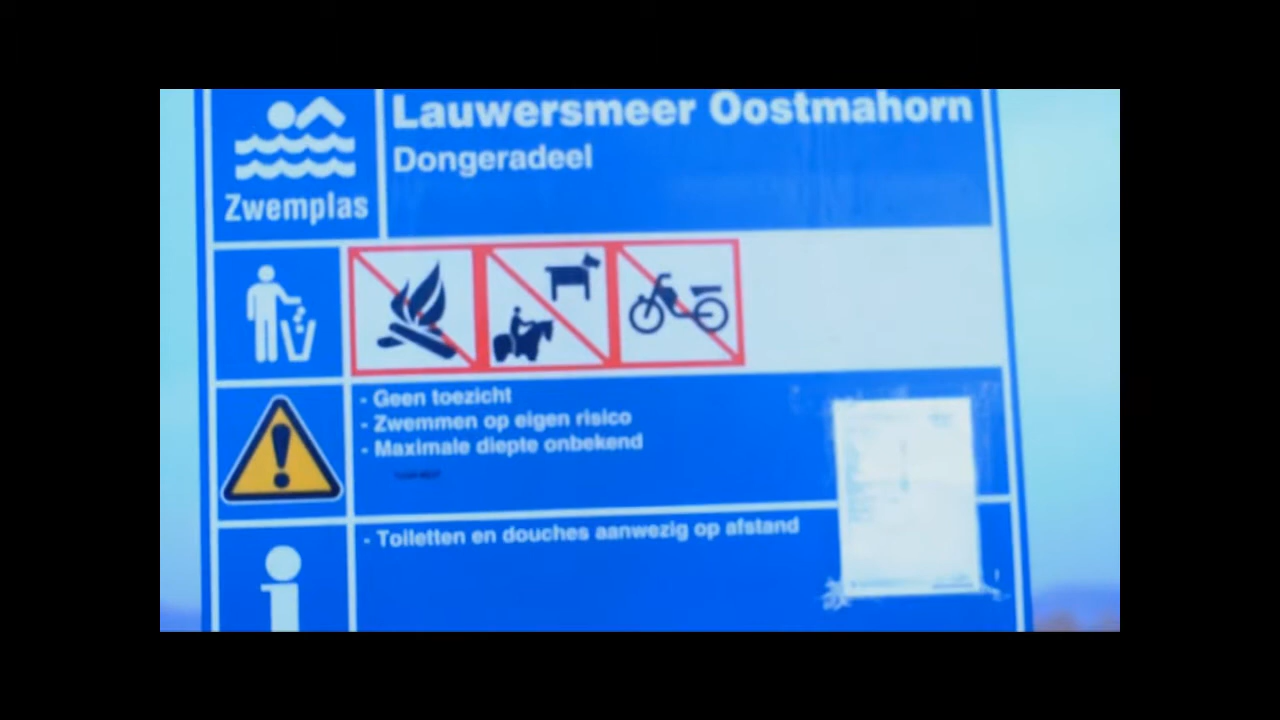 Lauwersmeer Oostmahorn
Dongeradeel
Zwemplas
- Geen toezicht
- Zwemmen op eigen risico
- Maximale diepte onbekend
- Toiletten en douches aanwezig op afstand